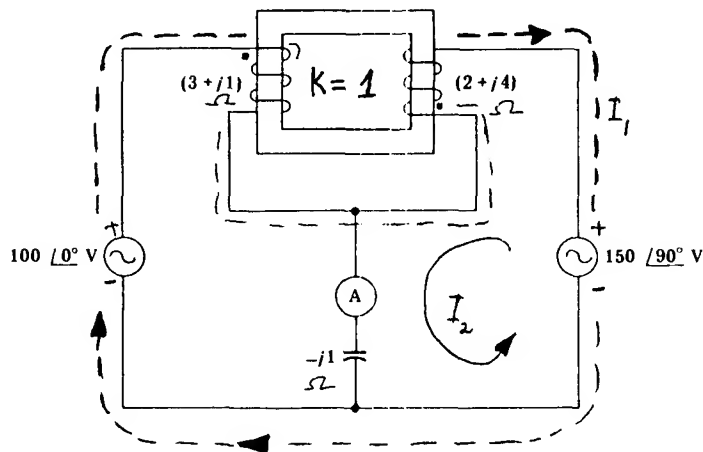 (3 + j1)
Ω
K = 1
(2 + j4)
Ω
I₁
+
100 /0° V
-
+
150 /90° V
-
A
I₂
-j1
Ω